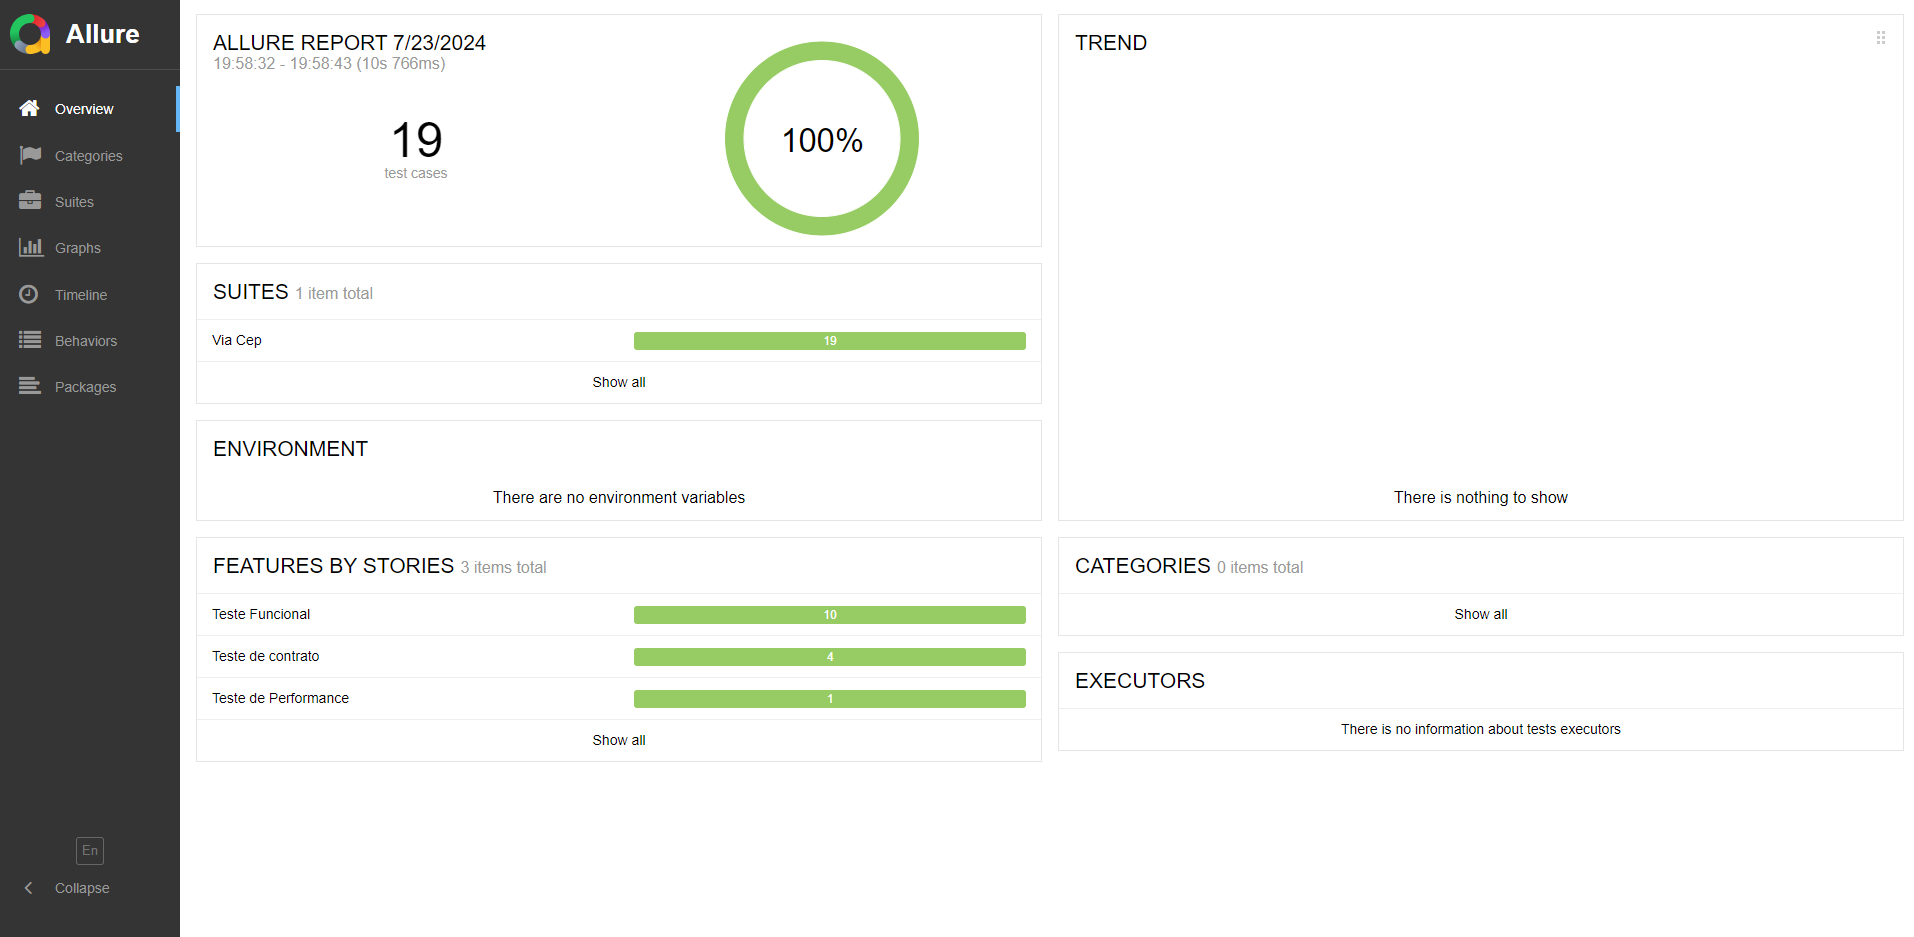 Allure
Overview
Categories
Suites
Graphs
Timeline
Behaviors
Packages
En
Collapse
ALLURE REPORT 7/23/2024
19:58:32 - 19:58:43 (10s 766ms)
19
test cases
100%
SUITES 1 item total
Via Cep 19
Show all
ENVIRONMENT
There are no environment variables
FEATURES BY STORIES 3 items total
Teste Funcional 10
Teste de contrato 4
Teste de Performance 1
Show all
TREND
There is nothing to show
CATEGORIES 0 items total
Show all
EXECUTORS
There is no information about tests executors